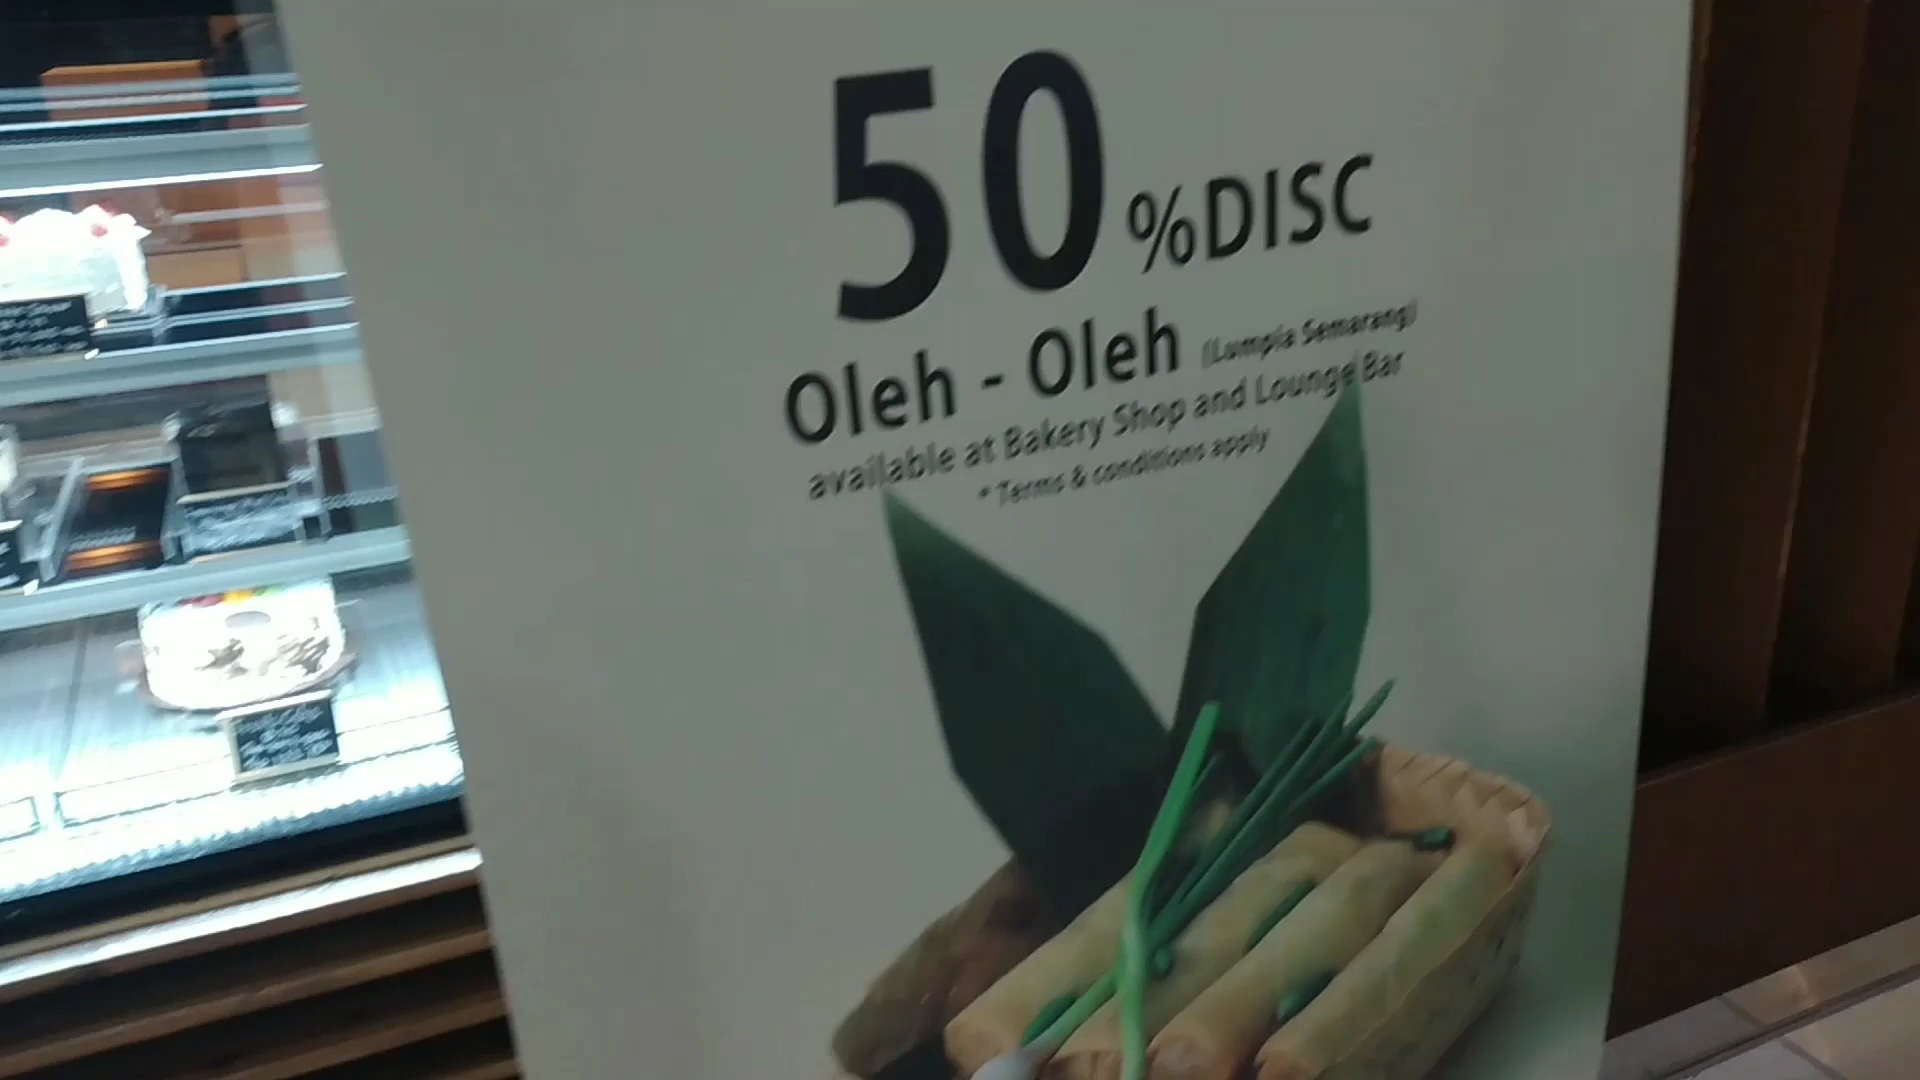 50 %DISC
Oleh - Oleh (Lumpia Semarang)
available at Bakery Shop and Lounge Bar
* Terms & conditions apply